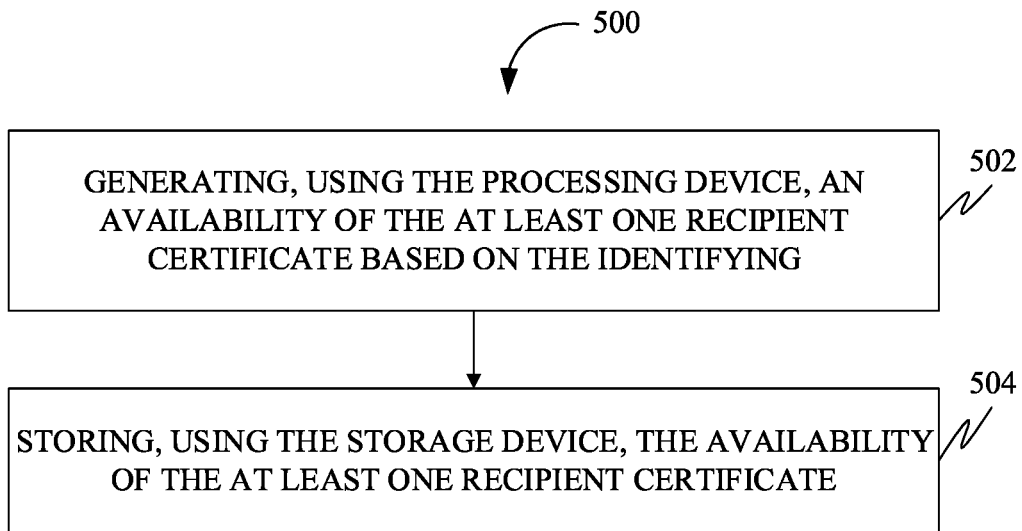 500
502
GENERATING, USING THE PROCESSING DEVICE, AN
AVAILABILITY OF THE AT LEAST ONE RECIPIENT
CERTIFICATE BASED ON THE IDENTIFYING
504
STORING, USING THE STORAGE DEVICE, THE AVAILABILITY
OF THE AT LEAST ONE RECIPIENT CERTIFICATE